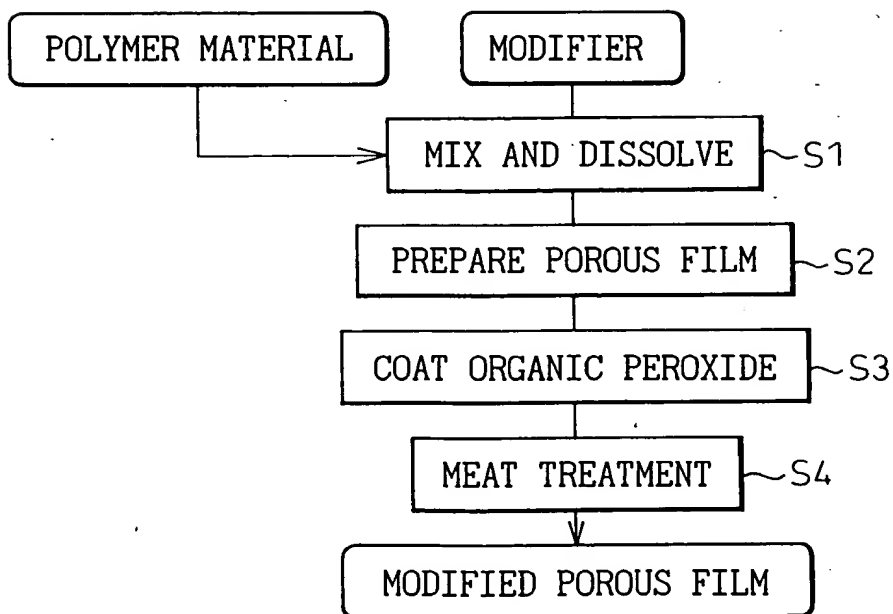 POLYMER MATERIAL
MODIFIER
MIX AND DISSOLVE
S1
PREPARE POROUS FILM
S2
COAT ORGANIC PEROXIDE
S3
MEAT TREATMENT
S4
MODIFIED POROUS FILM